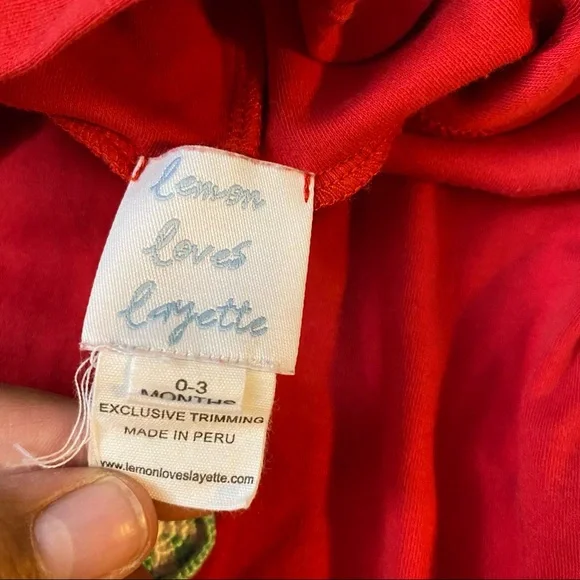 lemon
loves
layette
0-3
MONTHS
EXCLUSIVE TRIMMING
MADE IN PERU
www.lemonloveslayette.com